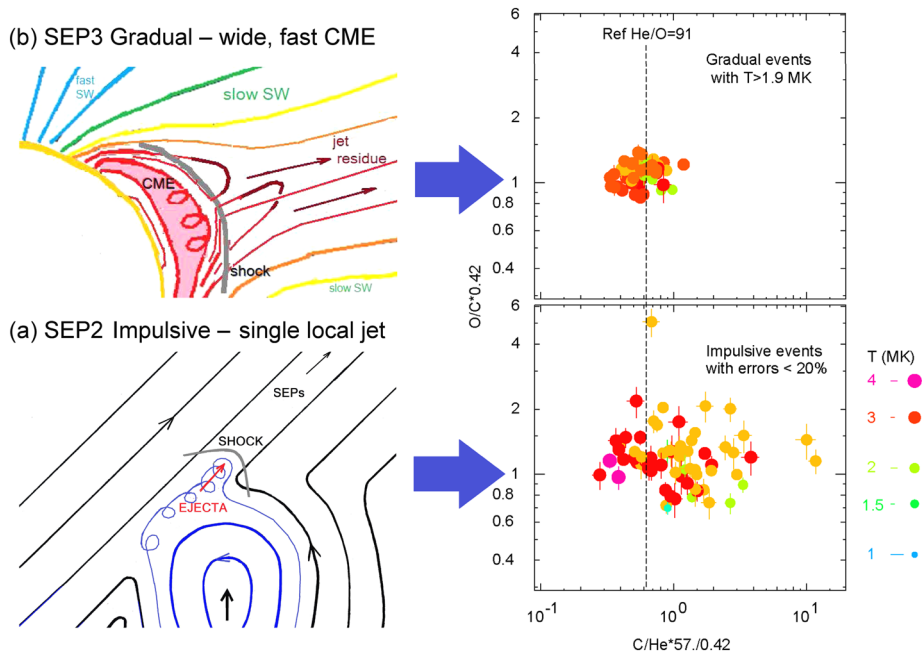 (b) SEP3 Gradual – wide, fast CME
fast
SW
slow SW
jet
residue
CME
shock
slow SW
(a) SEP2 Impulsive – single local jet
SEPs
SHOCK
EJECTA
6
4
2
1
0.8
0.6
0.4
Ref He/O=91
Gradual events
with T>1.9 MK
O/C*0.42
6
4
2
1
0.8
0.6
0.4
Impulsive events
with errors < 20%
10-1
100
101
C/He*57./0.42
T (MK)
4
3
2
1.5
1